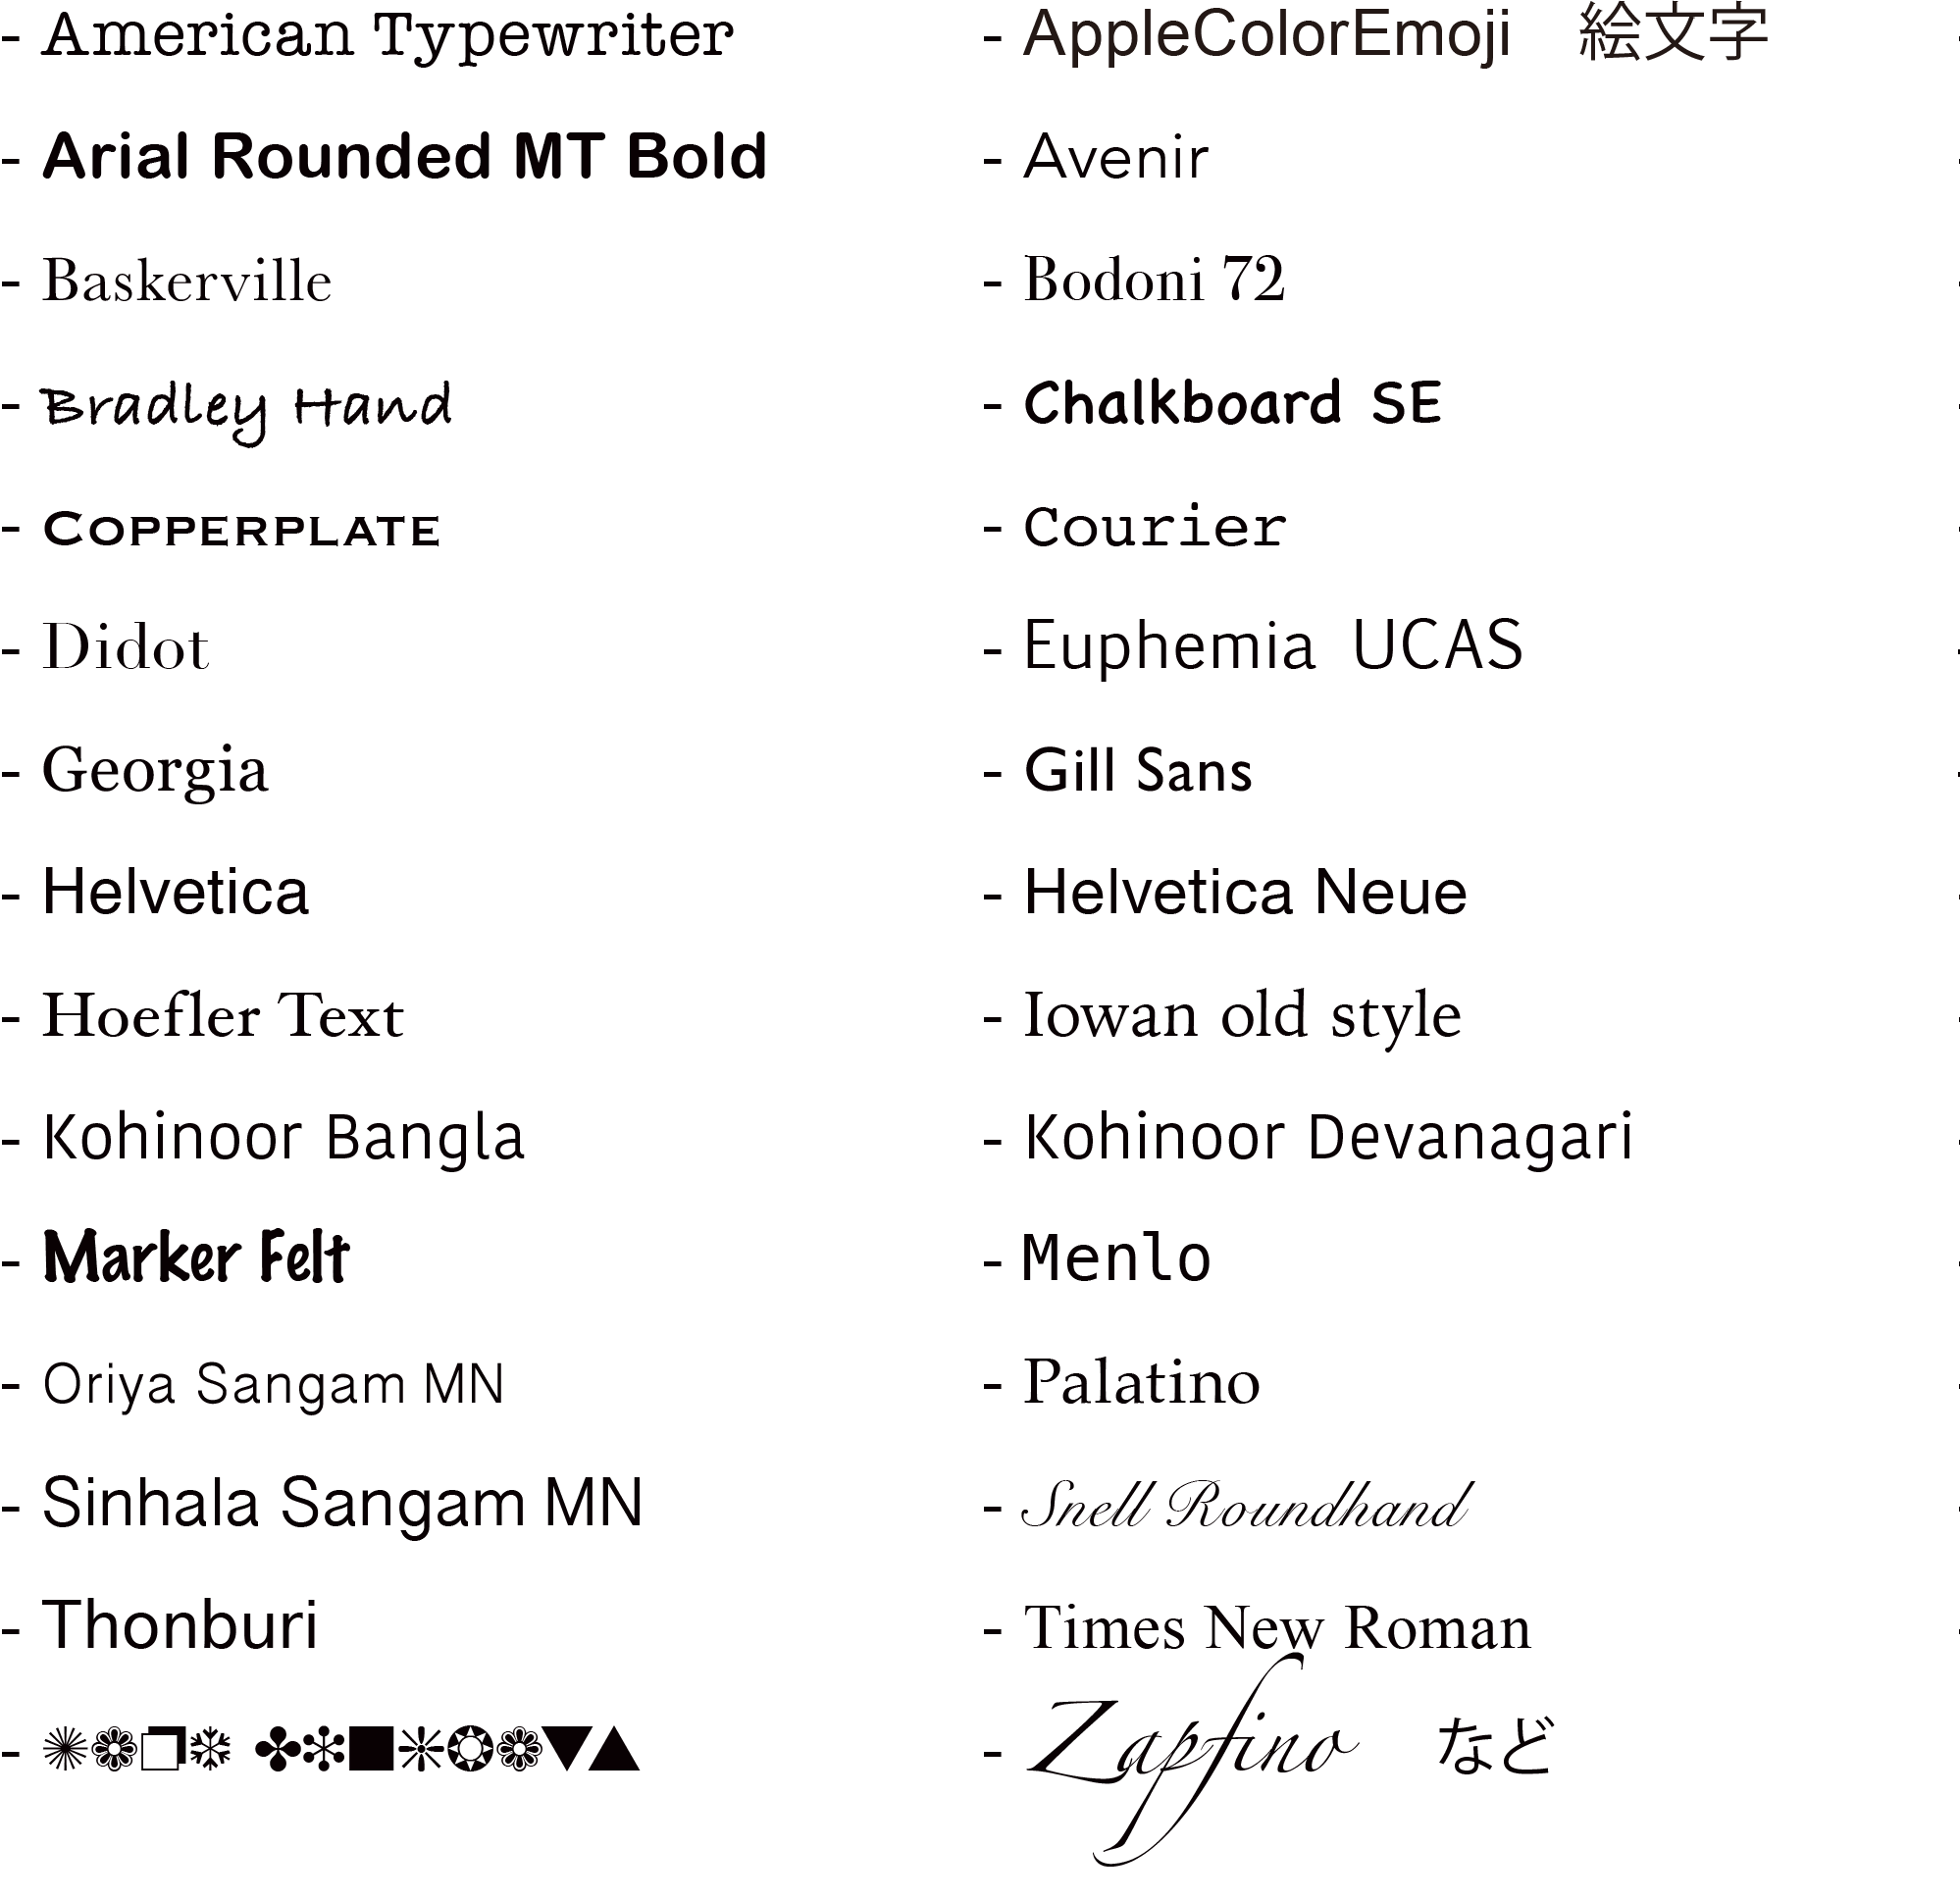 - American Typewriter
- AppleColorEmoji　絵文字
- Arial Rounded MT Bold
- Avenir
- Baskerville
- Bodoni 72
- Bradley Hand
- Chalkboard SE
- Copperplate
- Courier
- Didot
- Euphemia UCAS
- Georgia
- Gill Sans
- Helvetica
- Helvetica Neue
- Hoefler Text
- Iowan old style
- Kohinoor Bangla
- Kohinoor Devanagari
- Marker Felt
- Menlo
- Oriya Sangam MN
- Palatino
- Sinhala Sangam MN
- Snell Roundhand
- Thonburi
- Times New Roman
- ✺❁❐❆ ✤❉■❇❂❁▼▲
- Zapfino　など